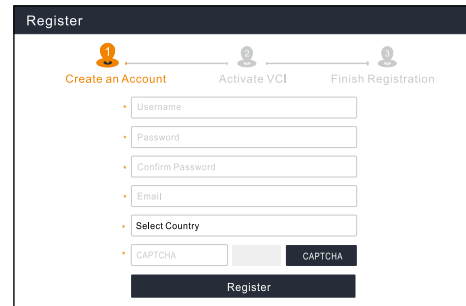 Register
1 2 3
Create an Account Activate VCI Finish Registration
* Username
* Password
* Confirm Password
* Email
* Select Country
* CAPTCHA CAPTCHA
Register